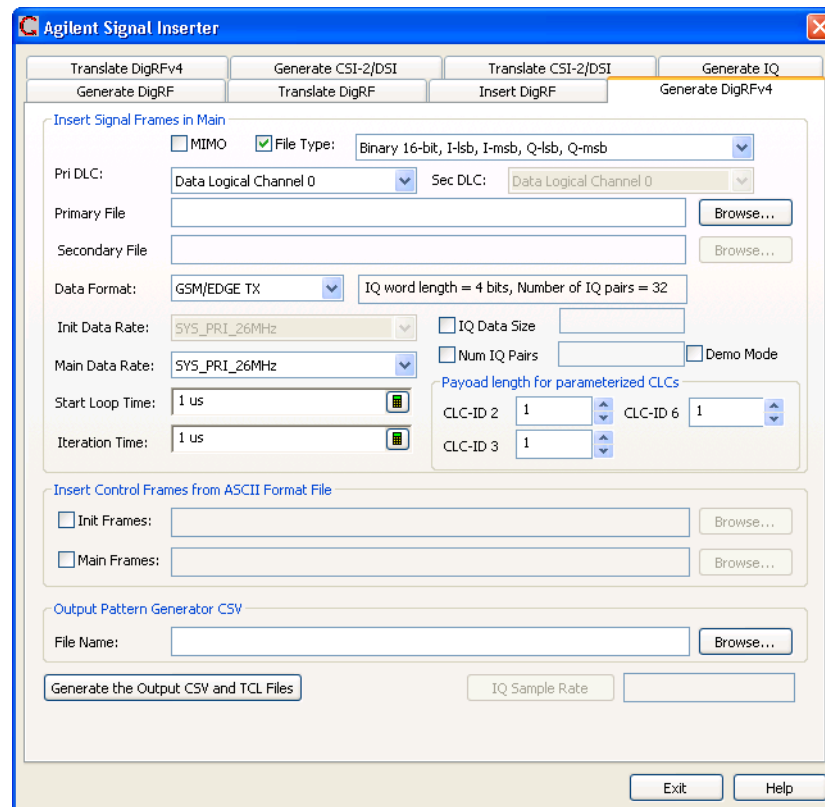 Agilent Signal Inserter
Translate DigRFv4 Generate CSI-2/DSI Translate CSI-2/DSI Generate IQ
Generate DigRF Translate DigRF Insert DigRF Generate DigRFv4
Insert Signal Frames in Main
MIMO File Type: Binary 16-bit, I-lsb, I-msb, Q-lsb, Q-msb
Pri DLC: Data Logical Channel 0 Sec DLC: Data Logical Channel 0
Primary File Browse...
Secondary File Browse...
Data Format: GSM/EDGE TX IQ word length = 4 bits, Number of IQ pairs = 32
Init Data Rate: SYS_PRI_26MHz IQ Data Size
Num IQ Pairs Demo Mode
Main Data Rate: SYS_PRI_26MHz
Payoad length for parameterized CLCs
Start Loop Time: 1 us CLC-ID 2 1 CLC-ID 6 1
Iteration Time: 1 us CLC-ID 3 1
Insert Control Frames from ASCII Format File
Init Frames: Browse...
Main Frames: Browse...
Output Pattern Generator CSV
File Name: Browse...
Generate the Output CSV and TCL Files IQ Sample Rate
Exit Help